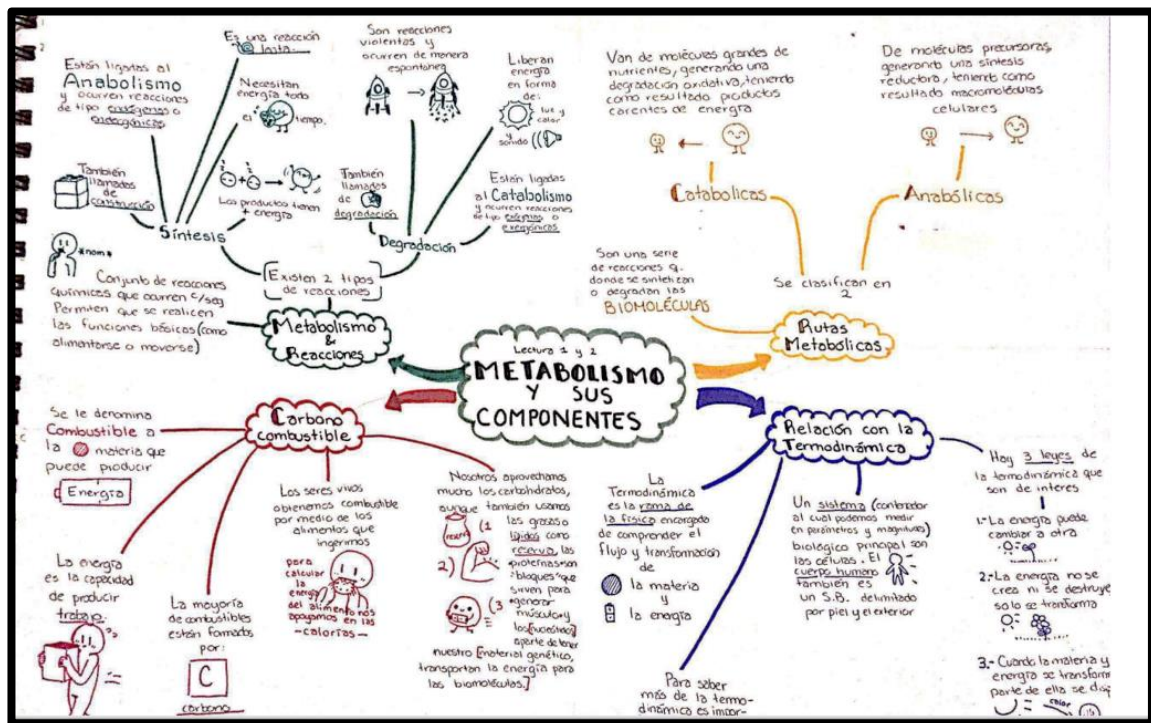 Lectura 1 y 2
METABOLISMO
Y SUS
COMPONENTES
Metabolismo
&
Reacciones
Conjunto de reacciones
químicas que ocurren c/seg
Permiten que se realicen
las funciones básicas (como
alimentarse o moverse)
*nom*
[Existen 2 tipos
de reacciones]
Síntesis
También
llamadas
de
construcción
Están ligadas al
Anabolismo
y ocurren reacciones
de tipo endógenas o
endergónicas
Es una reacción
lenta
Necesitan
energía todo
el tiempo.
Los productos tienen
+ energía
Degradación
También
llamadas
de
degradación
Son reacciones
violentas y
ocurren de manera
espontánea
Liberan
energía
en forma
de:
luz y
calor
y
sonido
Están ligadas
al Catabolismo
y ocurren reacciones
de tipo exógenas o
exergónicas
Rutas
Metabólicas
Son una serie
de reacciones q.
donde se sintetizan
o degradan las
BIOMOLÉCULAS
Se clasifican en
2
Catabólicas
Van de moléculas grandes de
nutrientes, generando una
degradación oxidativa, teniendo
como resultado productos
carentes de energía
Anabólicas
De moléculas precursoras,
generando una síntesis
reductora, teniendo como
resultado macromoléculas
celulares
Carbono
combustible
Se le denomina
Combustible a
la materia que
puede producir
Energía
La energía
es la capacidad
de producir
trabajo.
La mayoría
de combustibles
están formados
por:
C
carbono
Los seres vivos
obtenemos combustible
por medio de los
alimentos que
ingerimos
para
calcular
la
energía
del alimento nos
apoyamos en las
-calorías-
Nosotros aprovechamos
mucho los carbohidratos,
aunque también usamos
reserva
(1 las grasas o
lípidos como
reserva, las
2) proteínas son
"bloques" que
sirven para
(3 generar
músculo y
los [nucleótidos]
aparte de tener
nuestro [material genético,
transportan la energía para
las biomoléculas.]
Relación con la
Termodinámica
La
Termodinámica
es la rama de
la física encargada
de comprender el
flujo y transformación
de
la materia
y
la energía
Para saber
más de la termo-
dinámica es impor-
Un sistema (contenedor
al cual podemos medir
en parámetros y magnitudes)
biológico principal son
las células. El
cuerpo humano
también es
un S.B. delimitado
por piel y el exterior
Hay 3 leyes de
la termodinámica que
son de interés
1.- La energía puede
cambiar a otra
2.- La energía no se
crea ni se destruye
solo se transforma
3.- Cuando la materia y
energía se transform
parte de ella se disi
calor